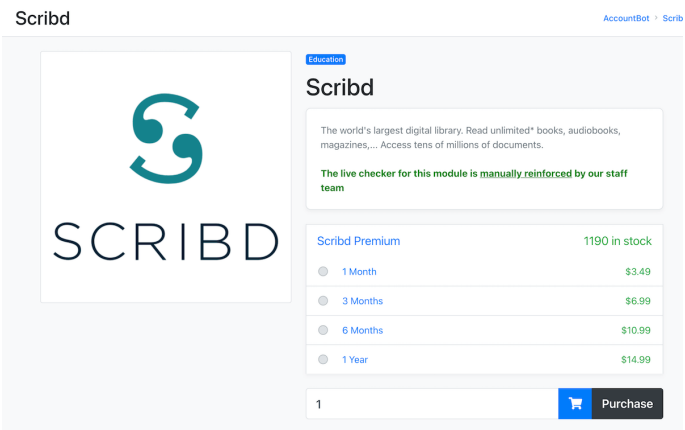 Scribd
AccountBot > Scrib
Education
Scribd
The world's largest digital library. Read unlimited* books, audiobooks,
magazines,... Access tens of millions of documents.
The live checker for this module is manually reinforced by our staff
team
SCRIBD
Scribd Premium 1190 in stock
1 Month $3.49
3 Months $6.99
6 Months $10.99
1 Year $14.99
1 Purchase